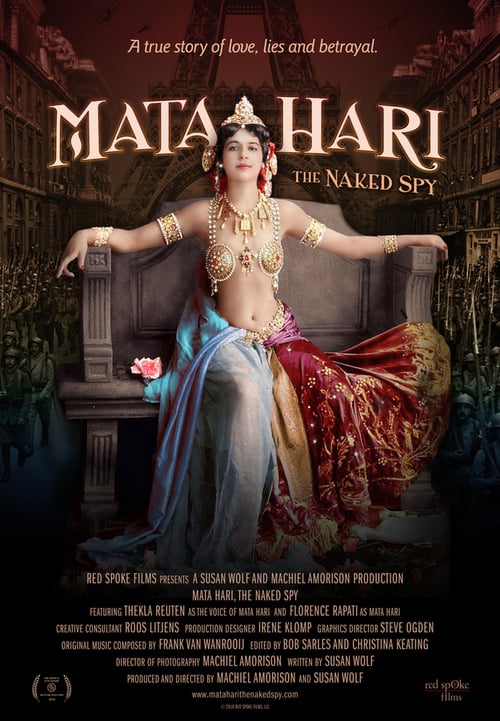 A true story of love, lies and betrayal.
MATA HARI
THE NAKED SPY
RED SPOKE FILMS PRESENTS A SUSAN WOLF AND MACHIEL AMORISON PRODUCTION
MATA HARI, THE NAKED SPY
FEATURING THEKLA REUTEN AS THE VOICE OF MATA HARI AND FLORENCE RAPATI AS MATA HARI
CREATIVE CONSULTANT ROOS LITJENS PRODUCTION DESIGNER IRENE KLOMP GRAPHICS DIRECTOR STEVE OGDEN
ORIGINAL MUSIC COMPOSED BY FRANK VAN WANROOIJ EDITED BY BOB SARLES AND CHRISTINA KEATING
DIRECTOR OF PHOTOGRAPHY MACHIEL AMORISON WRITTEN BY SUSAN WOLF
PRODUCED AND DIRECTED BY MACHIEL AMORISON AND SUSAN WOLF
www.mataharithenakedspy.com
red spOke
films